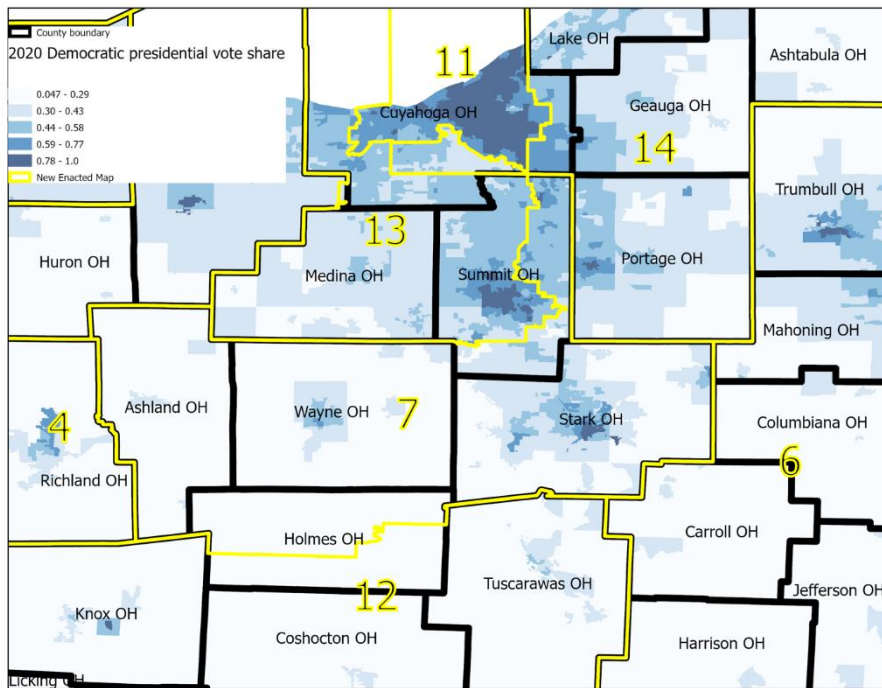 County boundary
2020 Democratic presidential vote share
0.047 - 0.29
0.30 - 0.43
0.44 - 0.58
0.59 - 0.77
0.78 - 1.0
New Enacted Map
11
Lake OH
Ashtabula OH
Cuyahoga OH
Geauga OH
14
Trumbull OH
13
Huron OH
Medina OH
Summit OH
Portage OH
Mahoning OH
Ashland OH
Wayne OH
7
Stark OH
Columbiana OH
4
Richland OH
6
Holmes OH
Carroll OH
12
Tuscarawas OH
Jefferson OH
Knox OH
Coshocton OH
Harrison OH
Licking OH